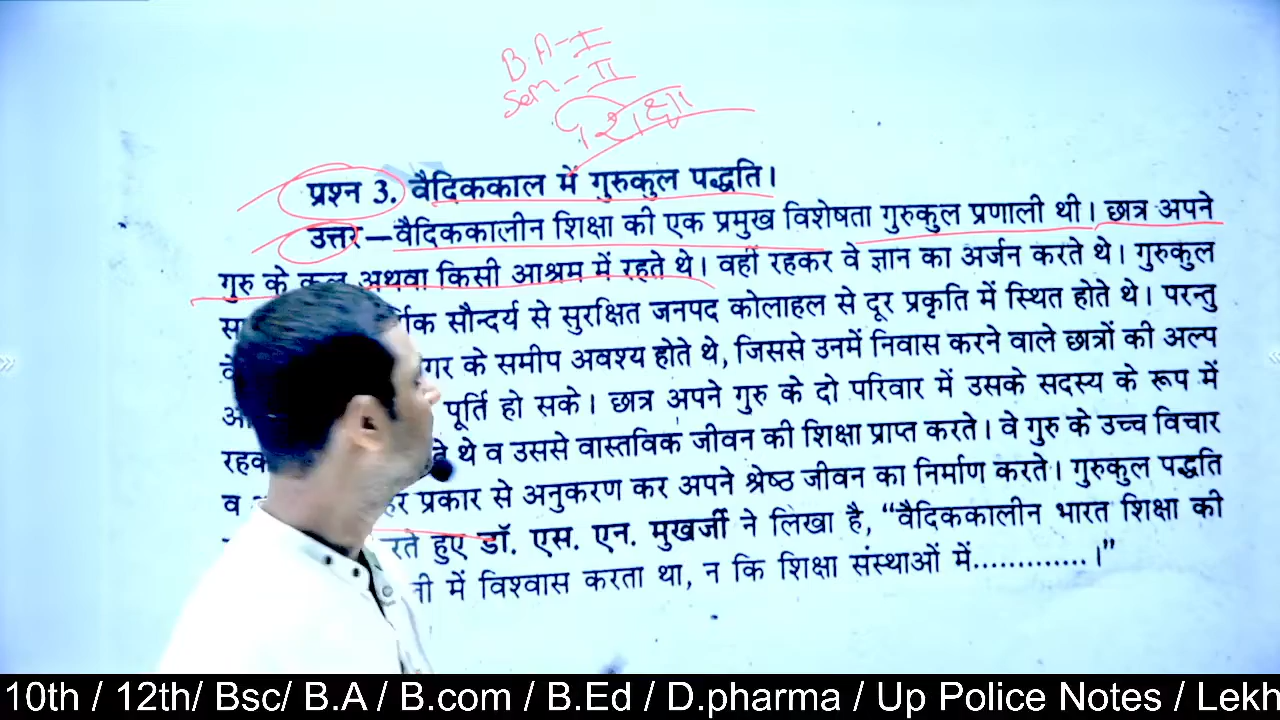 B.A-I
Sem-II
शिक्षा
प्रश्न 3. वैदिककाल में गुरुकुल पद्धति।
उत्तर—वैदिककालीन शिक्षा की एक प्रमुख विशेषता गुरुकुल प्रणाली थी। छात्र अपने
गुरु के कुल अथवा किसी आश्रम में रहते थे। वहीं रहकर वे ज्ञान का अर्जन करते थे। गुरुकुल
सौन्दर्य से सुरक्षित जनपद कोलाहल से दूर प्रकृति में स्थित होते थे। परन्तु
के समीप अवश्य होते थे, जिससे उनमें निवास करने वाले छात्रों की अल्प
पूर्ति हो सके। छात्र अपने गुरु के दो परिवार में उसके सदस्य के रूप में
थे व उससे वास्तविक जीवन की शिक्षा प्राप्त करते। वे गुरु के उच्च विचार
व प्रकार से अनुकरण कर अपने श्रेष्ठ जीवन का निर्माण करते। गुरुकुल पद्धति
हुए डॉ. एस. एन. मुखर्जी ने लिखा है, “वैदिककालीन भारत शिक्षा की
में विश्वास करता था, न कि शिक्षा संस्थाओं में..............।”
10th / 12th/ Bsc/ B.A / B.com / B.Ed / D.pharma / Up Police Notes / Lekh